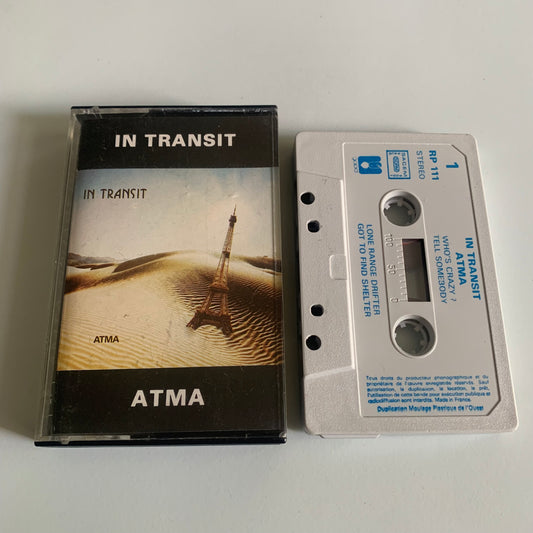 IN TRANSIT
IN TRANSIT
ATMA
ATMA
1
RP 111
STEREO
SACEM
IN TRANSIT
ATMA
WHO'S CRAZY ?
TELL SOMEBODY
LONE RANGE DRIFTER
GOT TO FIND SHELTER
100 50 0
Tous droits du producteur phonographique et du
propriétaire de l'œuvre enregistrée réservés. Sauf
autorisation, la duplication, la location, le prêt,
l'utilisation de cette bande pour exécution publique et
radiodiffusion sont interdits. Made in France.
Duplication Moulage Plastique de l'Ouest